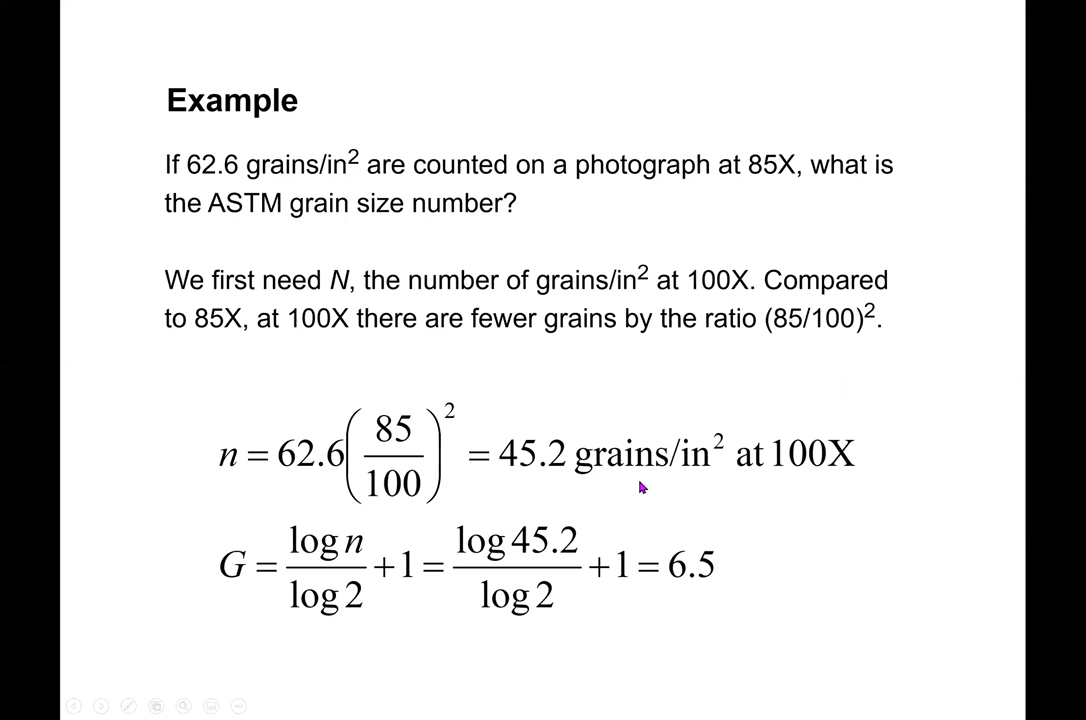 Example
If 62.6 grains/in² are counted on a photograph at 85X, what is
the ASTM grain size number?
We first need N, the number of grains/in² at 100X. Compared
to 85X, at 100X there are fewer grains by the ratio (85/100)².
n = 62.6(85/100)² = 45.2 grains/in² at 100X
G = log n/log 2 + 1 = log 45.2/log 2 + 1 = 6.5